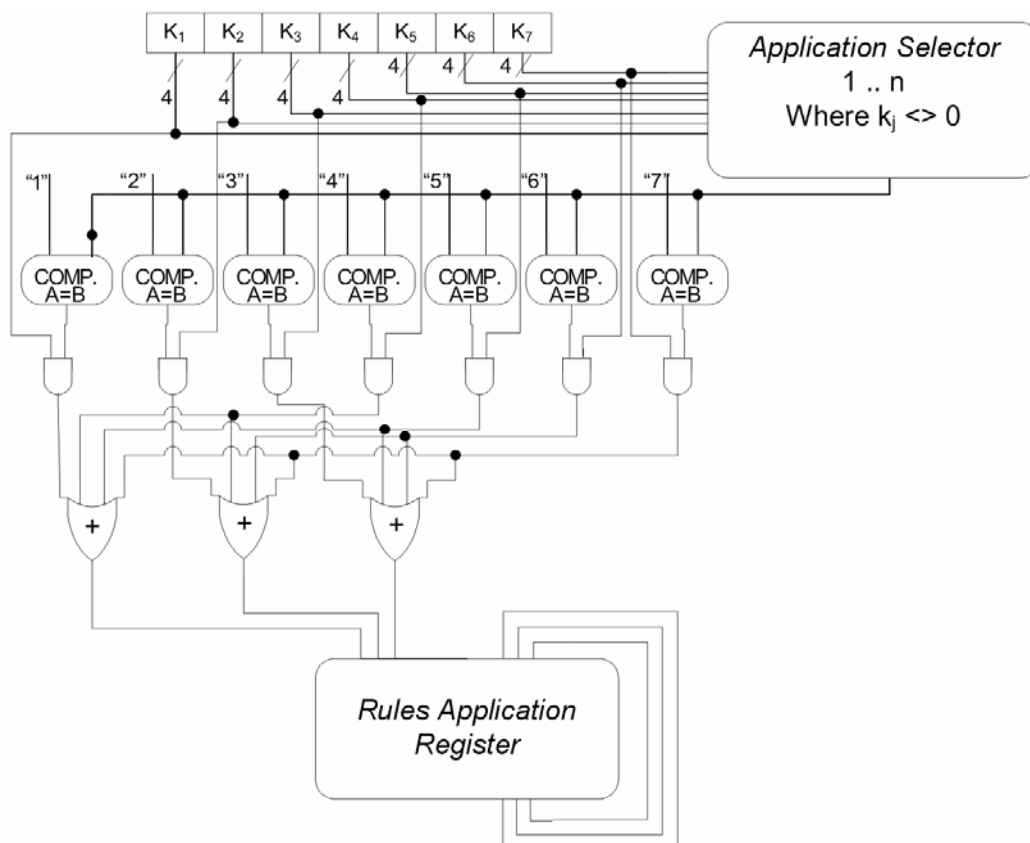 K1 K2 K3 K4 K5 K6 K7
4 4 4 4 4 4 4
Application Selector
1 .. n
Where kj <> 0
“1” “2” “3” “4” “5” “6” “7”
COMP. COMP. COMP. COMP. COMP. COMP. COMP.
A=B A=B A=B A=B A=B A=B A=B
+ + +
Rules Application
Register